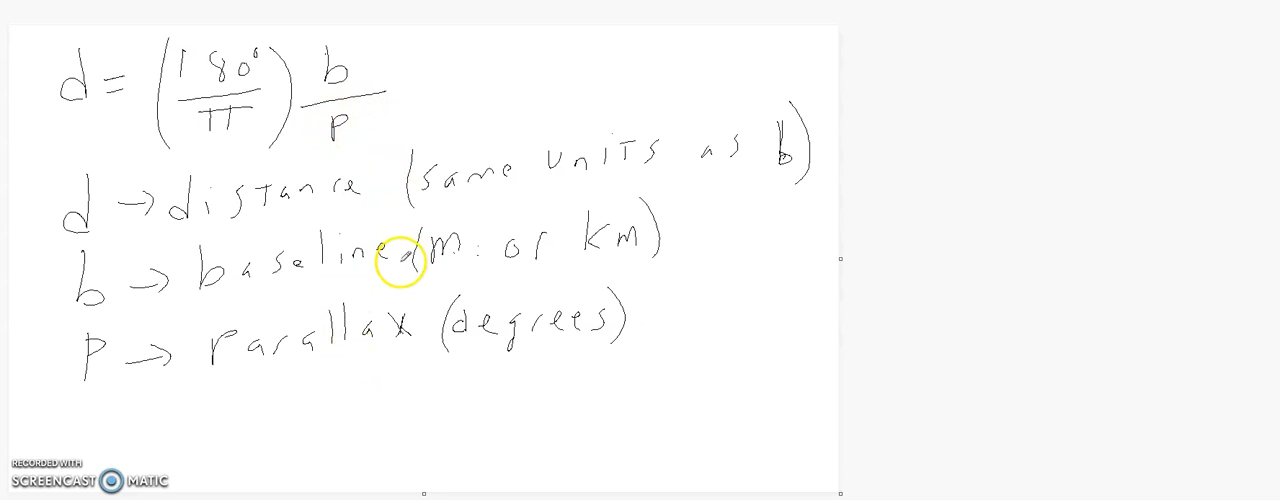 d = (180°/π) b/p
d → distance (same units as b)
b → baseline (m. or km)
p → parallax (degrees)
RECORDED WITH
SCREENCAST MATIC